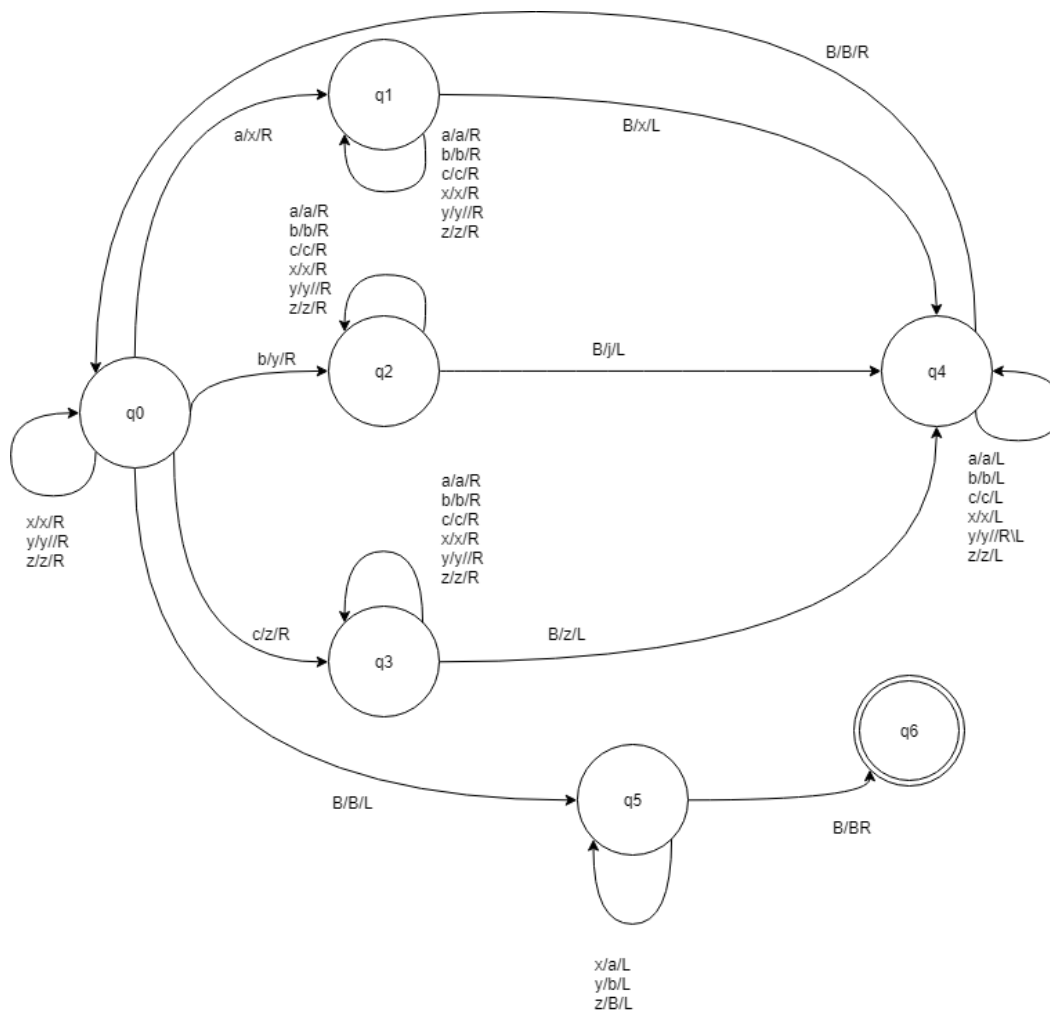 B/B/R
q1
a/x/R
B/x/L
a/a/R
b/b/R
c/c/R
x/x/R
y/y//R
z/z/R
a/a/R
b/b/R
c/c/R
x/x/R
y/y//R
z/z/R
b/y/R
q2
B/j/L
q4
q0
a/a/L
b/b/L
c/c/L
x/x/L
y/y//R\L
z/z/L
x/x/R
y/y//R
z/z/R
a/a/R
b/b/R
c/c/R
x/x/R
y/y//R
z/z/R
c/z/R
q3
B/z/L
q6
q5
B/B/L
B/BR
x/a/L
y/b/L
z/B/L